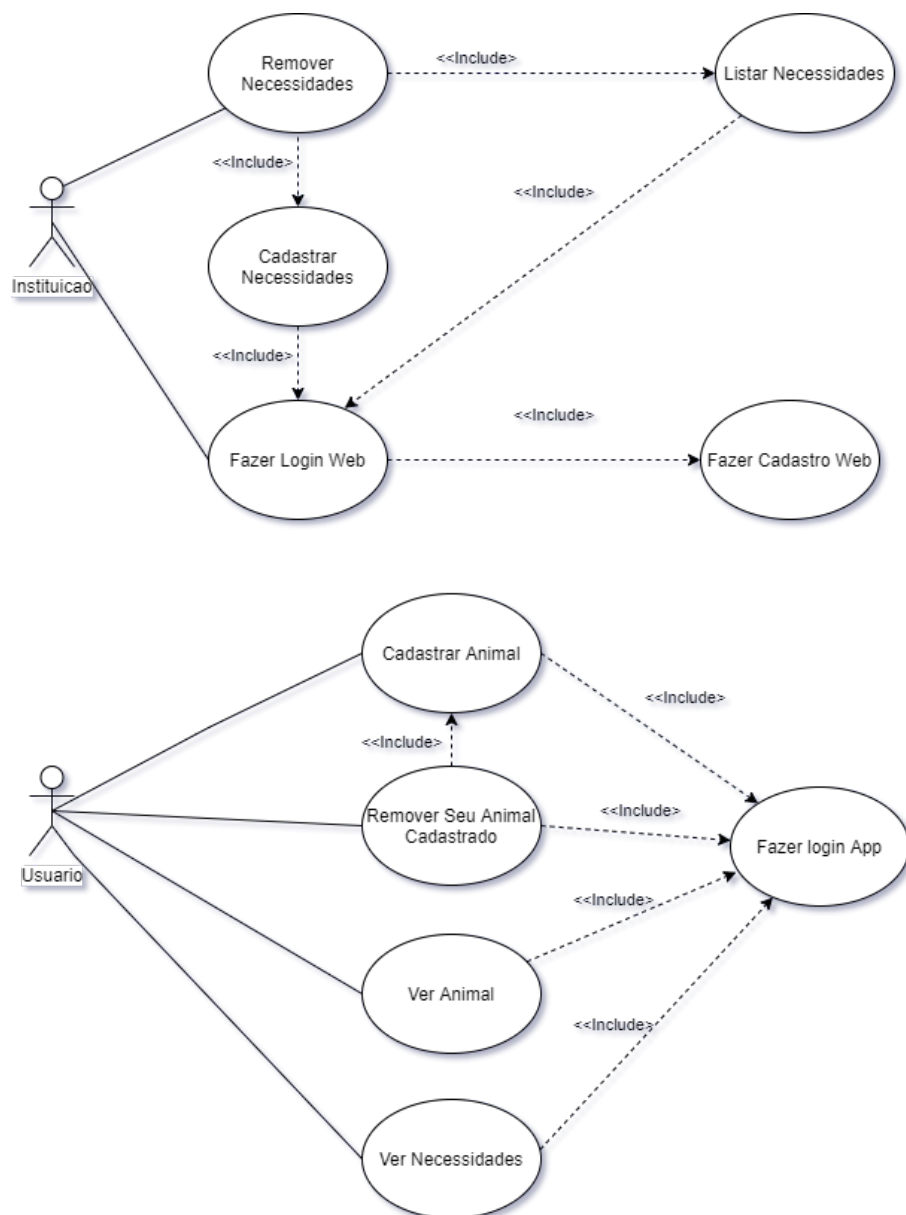 Remover
Necessidades
<<Include>>
Listar Necessidades
<<Include>>
<<Include>>
Cadastrar
Necessidades
Instituicao
<<Include>>
<<Include>>
Fazer Login Web
Fazer Cadastro Web
Cadastrar Animal
<<Include>>
<<Include>>
Remover Seu Animal
Cadastrado
<<Include>>
Fazer login App
Usuario
<<Include>>
Ver Animal
<<Include>>
Ver Necessidades